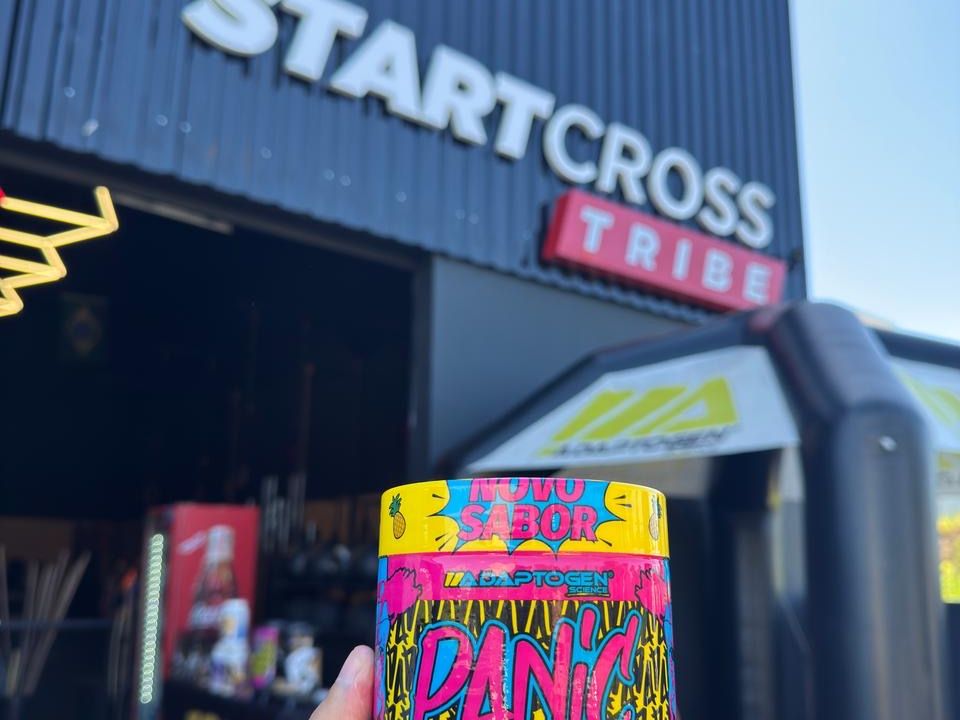 STARTCROSS
TRIBE
ADAPTOGEN
NOVO
SABOR
ADAPTOGEN®
SCIENCE
PANIC